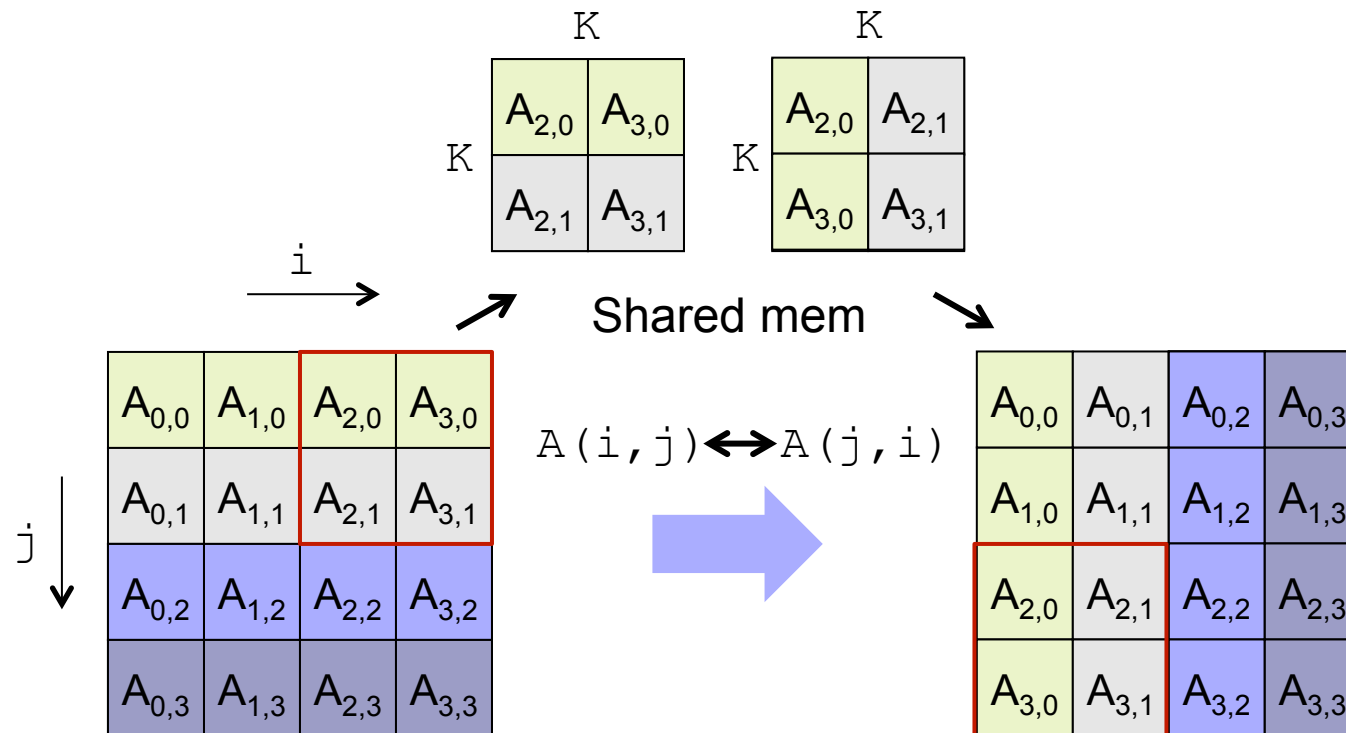 K K
A2,0 A3,0 A2,0 A2,1
K K
A2,1 A3,1 A3,0 A3,1
i
Shared mem
A0,0 A1,0 A2,0 A3,0 A0,0 A0,1 A0,2 A0,3
A(i,j)↔A(j,i)
A0,1 A1,1 A2,1 A3,1 A1,0 A1,1 A1,2 A1,3
j
A0,2 A1,2 A2,2 A3,2 A2,0 A2,1 A2,2 A2,3
A0,3 A1,3 A2,3 A3,3 A3,0 A3,1 A3,2 A3,3